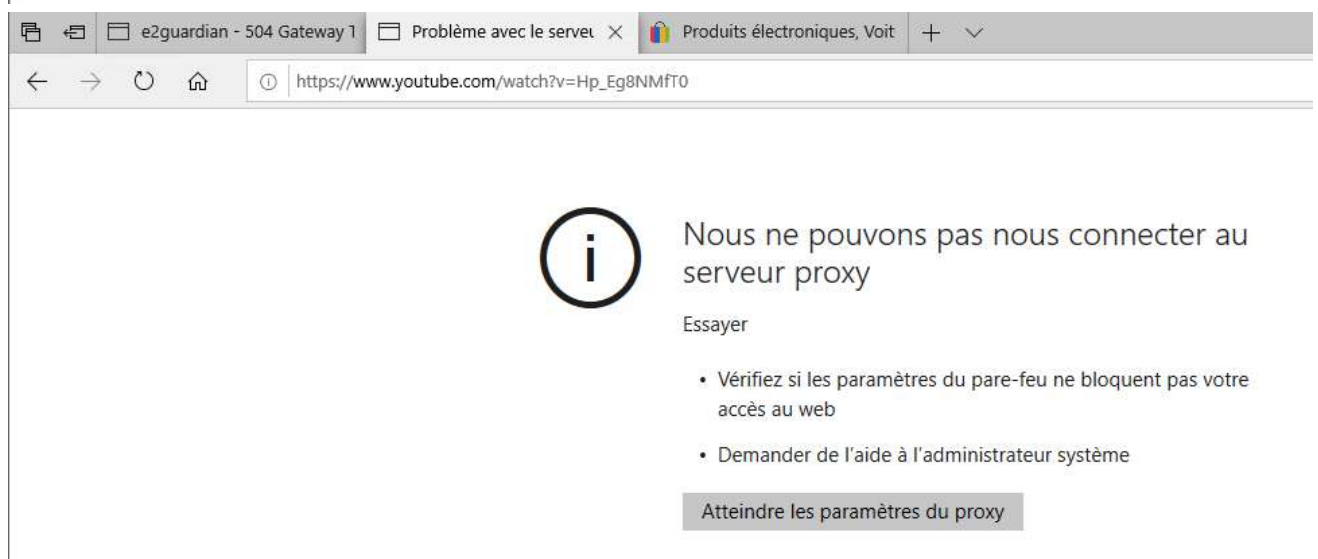 e2guardian - 504 Gateway T
Problème avec le serveu
Produits électroniques, Voit
https://www.youtube.com/watch?v=Hp_Eg8NMfT0
i
Nous ne pouvons pas nous connecter au
serveur proxy
Essayer
• Vérifiez si les paramètres du pare-feu ne bloquent pas votre
accès au web
• Demander de l'aide à l'administrateur système
Atteindre les paramètres du proxy